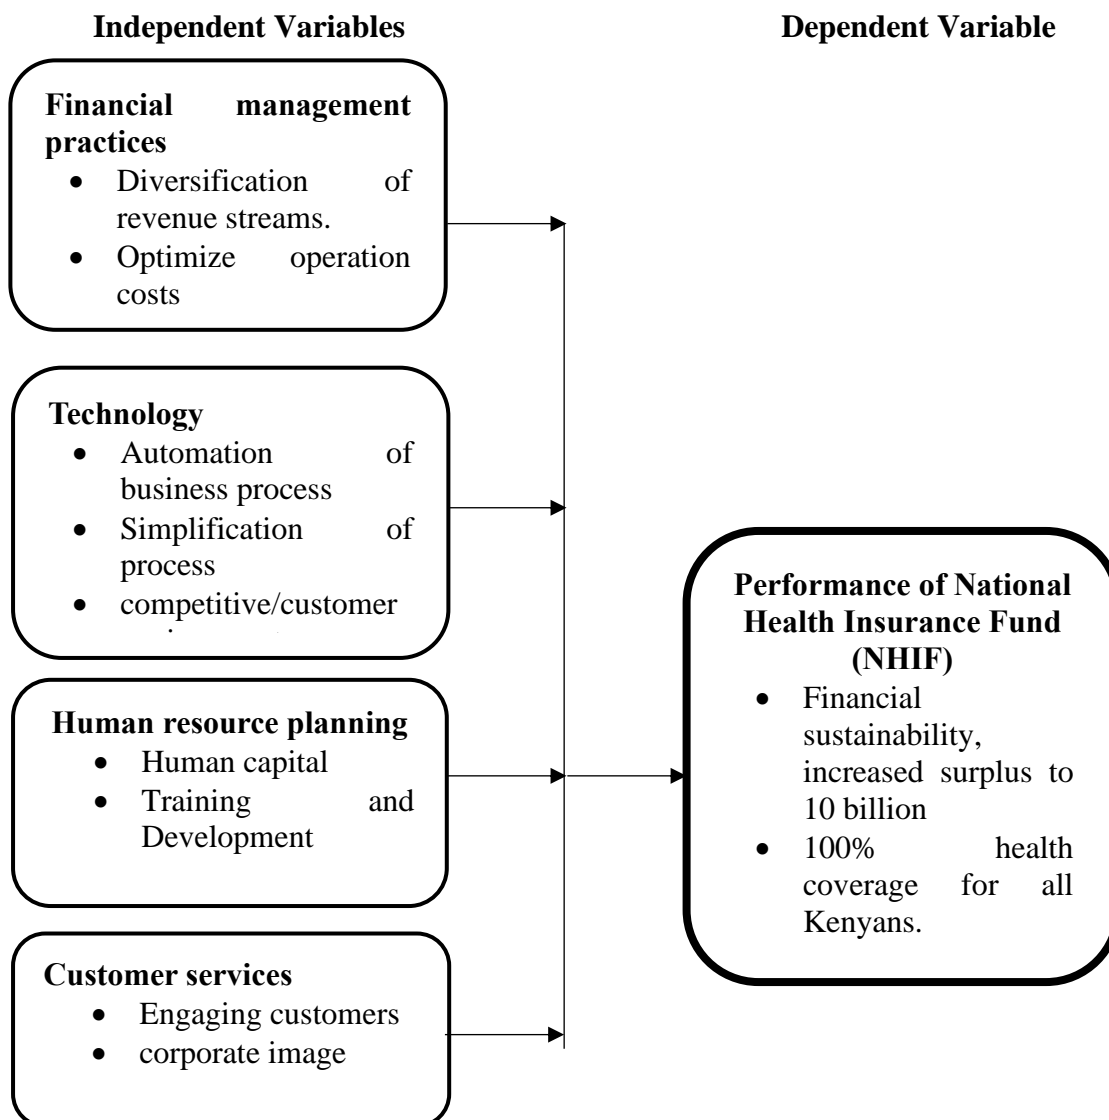 Independent Variables
Dependent Variable
Financial management
practices
• Diversification of
revenue streams.
• Optimize operation
costs
Technology
• Automation of
business process
• Simplification of
process
• competitive/customer
Human resource planning
• Human capital
• Training and
Development
Customer services
• Engaging customers
• corporate image
Performance of National
Health Insurance Fund
(NHIF)
• Financial
sustainability,
increased surplus to
10 billion
• 100% health
coverage for all
Kenyans.